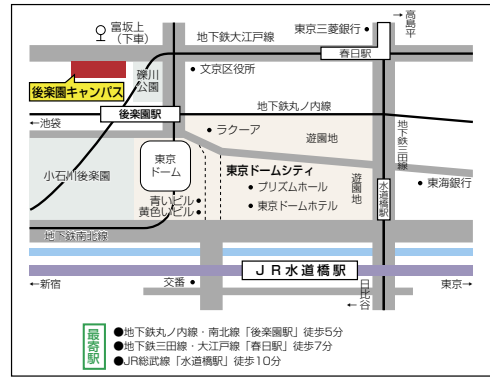 富坂上
（下車）
地下鉄大江戸線
東京三菱銀行
→
高島平
春日駅
文京区役所
礫川
公園
後楽園キャンパス
後楽園駅
地下鉄丸ノ内線
←池袋
ラクーア
遊園地
地下鉄三田線
小石川後楽園
東京
ドーム
東京ドームシティ
プリズムホール
東京ドームホテル
遊園地
水道橋駅
東海銀行
青いビル
黄色いビル
地下鉄南北線
JR水道橋駅
←新宿
交番
日比谷
←
東京→
最寄駅
●地下鉄丸ノ内線・南北線「後楽園駅」徒歩5分
●地下鉄三田線・大江戸線「春日駅」徒歩7分
●JR総武線「水道橋駅」徒歩10分